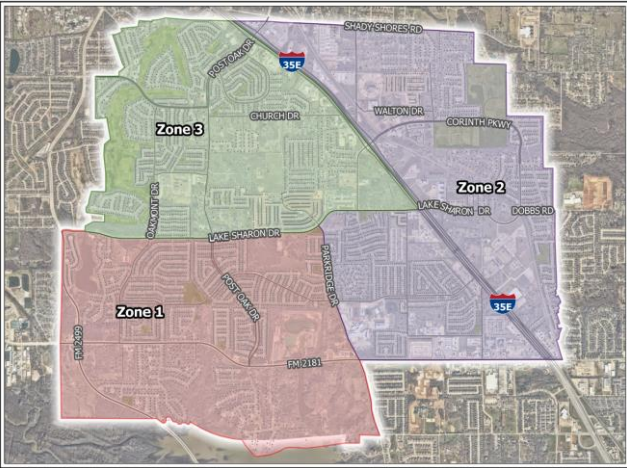 SHADY SHORES RD
POST OAK DR
35E
CHURCH DR
WALTON DR
CORINTH PKWY
Zone 3
Zone 2
OAKMONT DR
LAKE SHARON DR
DOBBS RD
LAKE SHARON DR
PARKRIDGE DR
POST OAK DR
Zone 1
35E
FM 2499
FM 2181